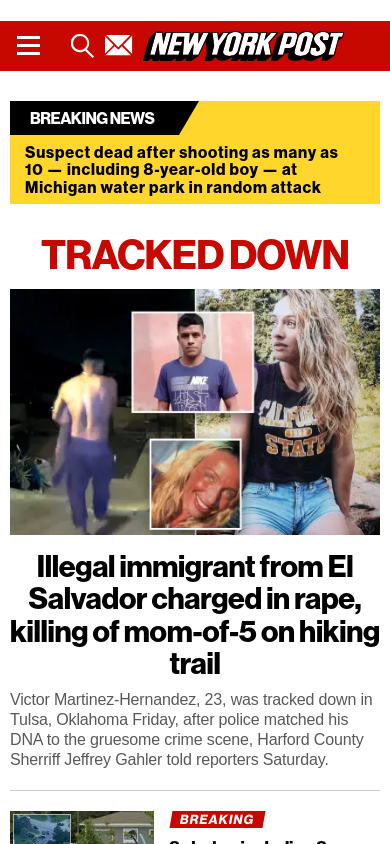 NEW YORK POST
BREAKING NEWS
Suspect dead after shooting as many as
10 — including 8-year-old boy — at
Michigan water park in random attack
TRACKED DOWN
NIKE
JUST
CALIFORNIA
STATE
Illegal immigrant from El
Salvador charged in rape,
killing of mom-of-5 on hiking
trail
Victor Martinez-Hernandez, 23, was tracked down in
Tulsa, Oklahoma Friday, after police matched his
DNA to the gruesome crime scene, Harford County
Sherriff Jeffrey Gahler told reporters Saturday.
BREAKING